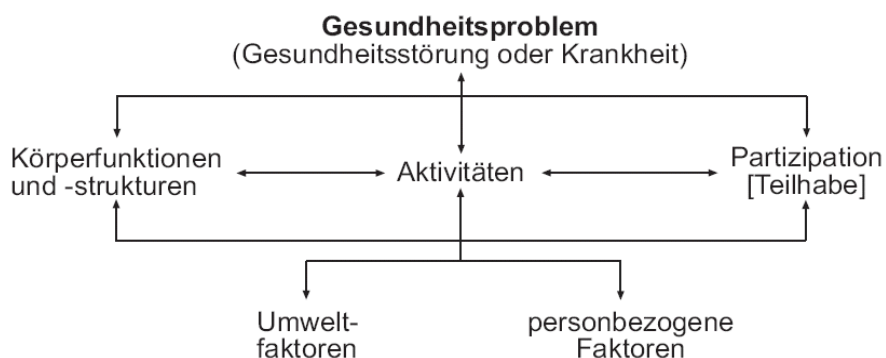 Gesundheitsproblem
(Gesundheitsstörung oder Krankheit)
Körperfunktionen
und -strukturen
Aktivitäten
Partizipation
[Teilhabe]
Umwelt-
faktoren
personbezogene
Faktoren